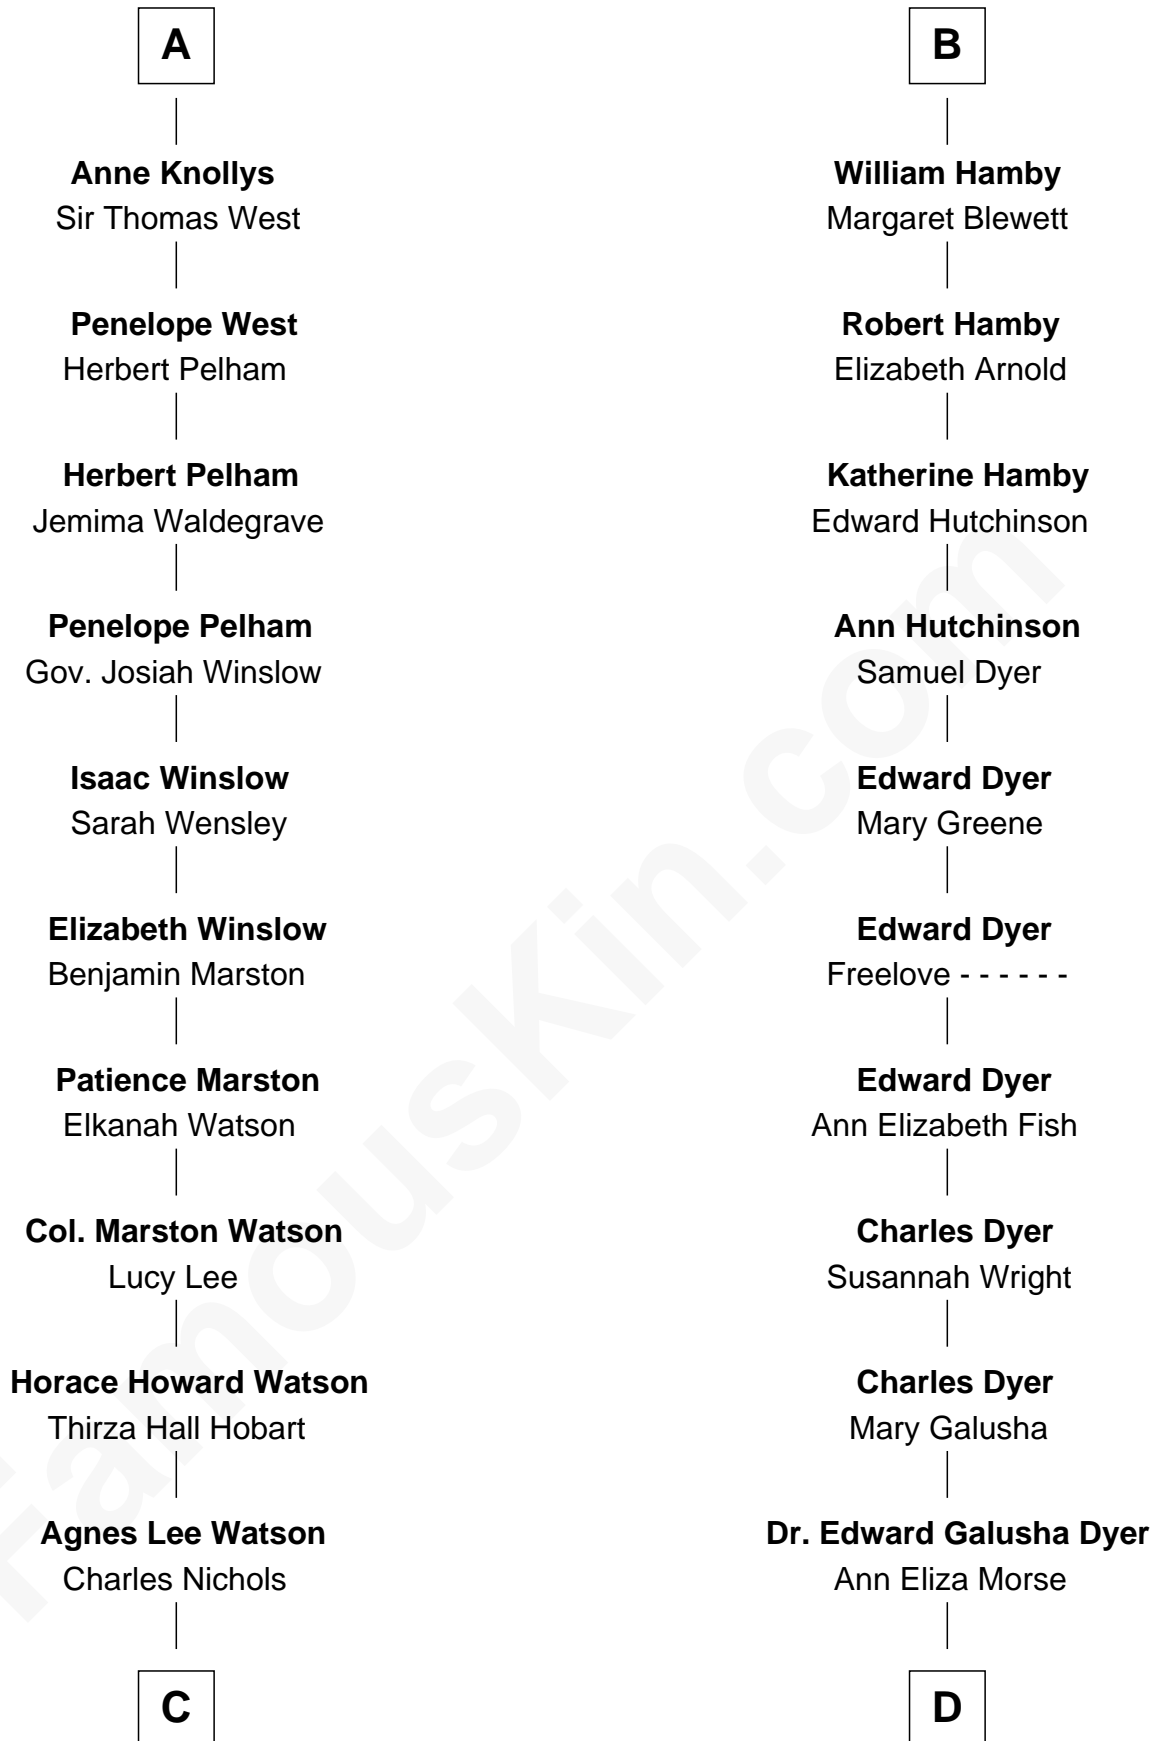 A
Anne Knollys
Sir Thomas West
Penelope West
Herbert Pelham
Herbert Pelham
Jemima Waldegrave
Penelope Pelham
Gov. Josiah Winslow
Isaac Winslow
Sarah Wensley
Elizabeth Winslow
Benjamin Marston
Patience Marston
Elkanah Watson
Col. Marston Watson
Lucy Lee
Horace Howard Watson
Thirza Hall Hobart
Agnes Lee Watson
Charles Nichols
C
B
William Hamby
Margaret Blewett
Robert Hamby
Elizabeth Arnold
Katherine Hamby
Edward Hutchinson
Ann Hutchinson
Samuel Dyer
Edward Dyer
Mary Greene
Edward Dyer
Freelove - - - - - -
Edward Dyer
Ann Elizabeth Fish
Charles Dyer
Susannah Wright
Charles Dyer
Mary Galusha
Dr. Edward Galusha Dyer
Ann Eliza Morse
D
FamousKin.com